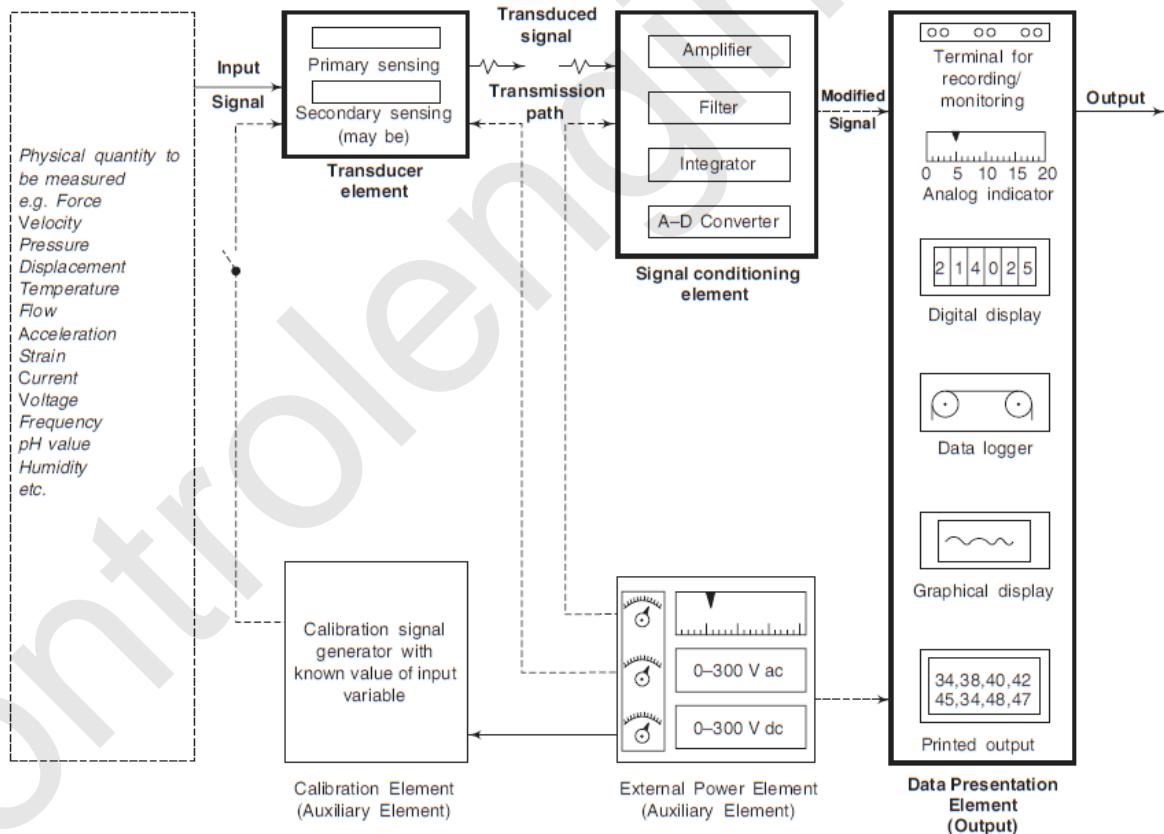 Physical quantity to
be measured
e.g. Force
Velocity
Pressure
Displacement
Temperature
Flow
Acceleration
Strain
Current
Voltage
Frequency
pH value
Humidity
etc.
Input
Signal
Primary sensing
Secondary sensing
(may be)
Transducer
element
Transduced
signal
Transmission
path
Amplifier
Filter
Integrator
A–D Converter
Signal conditioning
element
Modified
Signal
Terminal for
recording/
monitoring
0 5 10 15 20
Analog indicator
2 1 4 0 2 5
Digital display
Data logger
Graphical display
34,38,40,42
45,34,48,47
Printed output
Data Presentation
Element
(Output)
Output
Calibration signal
generator with
known value of input
variable
Calibration Element
(Auxiliary Element)
0–300 V ac
0–300 V dc
External Power Element
(Auxiliary Element)
ontrolengin